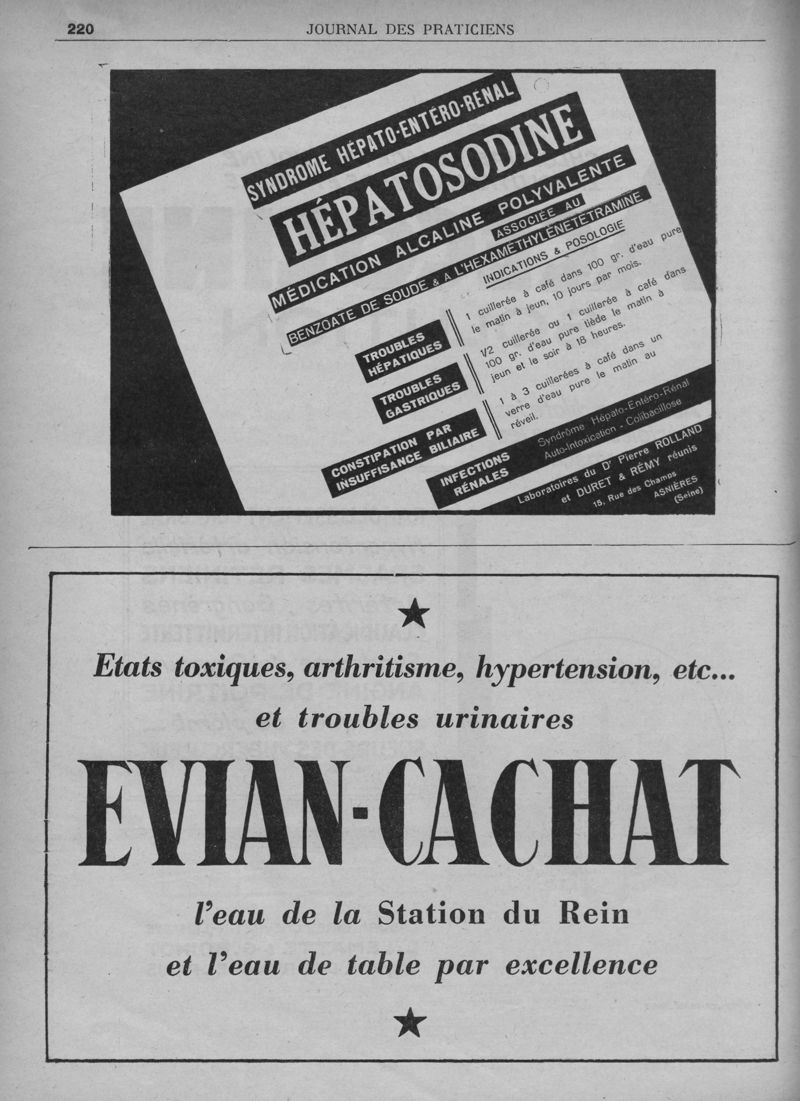 220
JOURNAL DES PRATICIENS
SYNDROME HÉPATO-ENTÉRO-RÉNAL
HÉPATOSODINE
MÉDICATION ALCALINE POLYVALENTE
ASSOCIÉE AU
BENZOATE DE SOUDE & A L'HEXAMÉTHYLÉNETÉTRAMINE
INDICATIONS & POSOLOGIE
TROUBLES
HÉPATIQUES
1 cuillerée à café dans 100 gr. d'eau pure
le matin à jeun, 10 jours par mois.
TROUBLES
GASTRIQUES
1/2 cuillerée ou 1 cuillerée à café dans
100 gr. d'eau pure tiède le matin à
jeun et le soir à 18 heures.
CONSTIPATION PAR
INSUFFISANCE BILIAIRE
1 à 3 cuillerées à café dans un
verre d'eau pure le matin au
réveil.
INFECTIONS
RÉNALES
Syndrôme Hépato-Entéro-Rénal
Auto-Intoxication - Colibacillose
Laboratoires du Dr Pierre ROLLAND
et DURET & RÉMY réunis
15, Rue des Champs
ASNIÈRES
(Seine)
Etats toxiques, arthritisme, hypertension, etc...
et troubles urinaires
EVIAN-CACHAT
l'eau de la Station du Rein
et l'eau de table par excellence